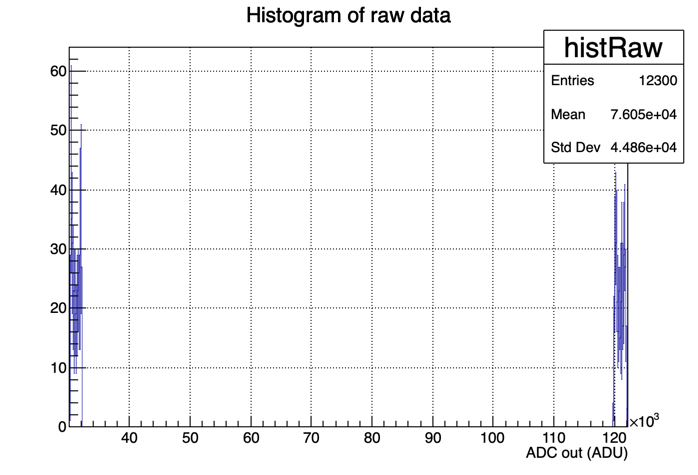 Histogram of raw data
histRaw
Entries 12300
Mean 7.605e+04
Std Dev 4.486e+04
60
50
40
30
20
10
0
40 50 60 70 80 90 100 110 120 ×10³
ADC out (ADU)